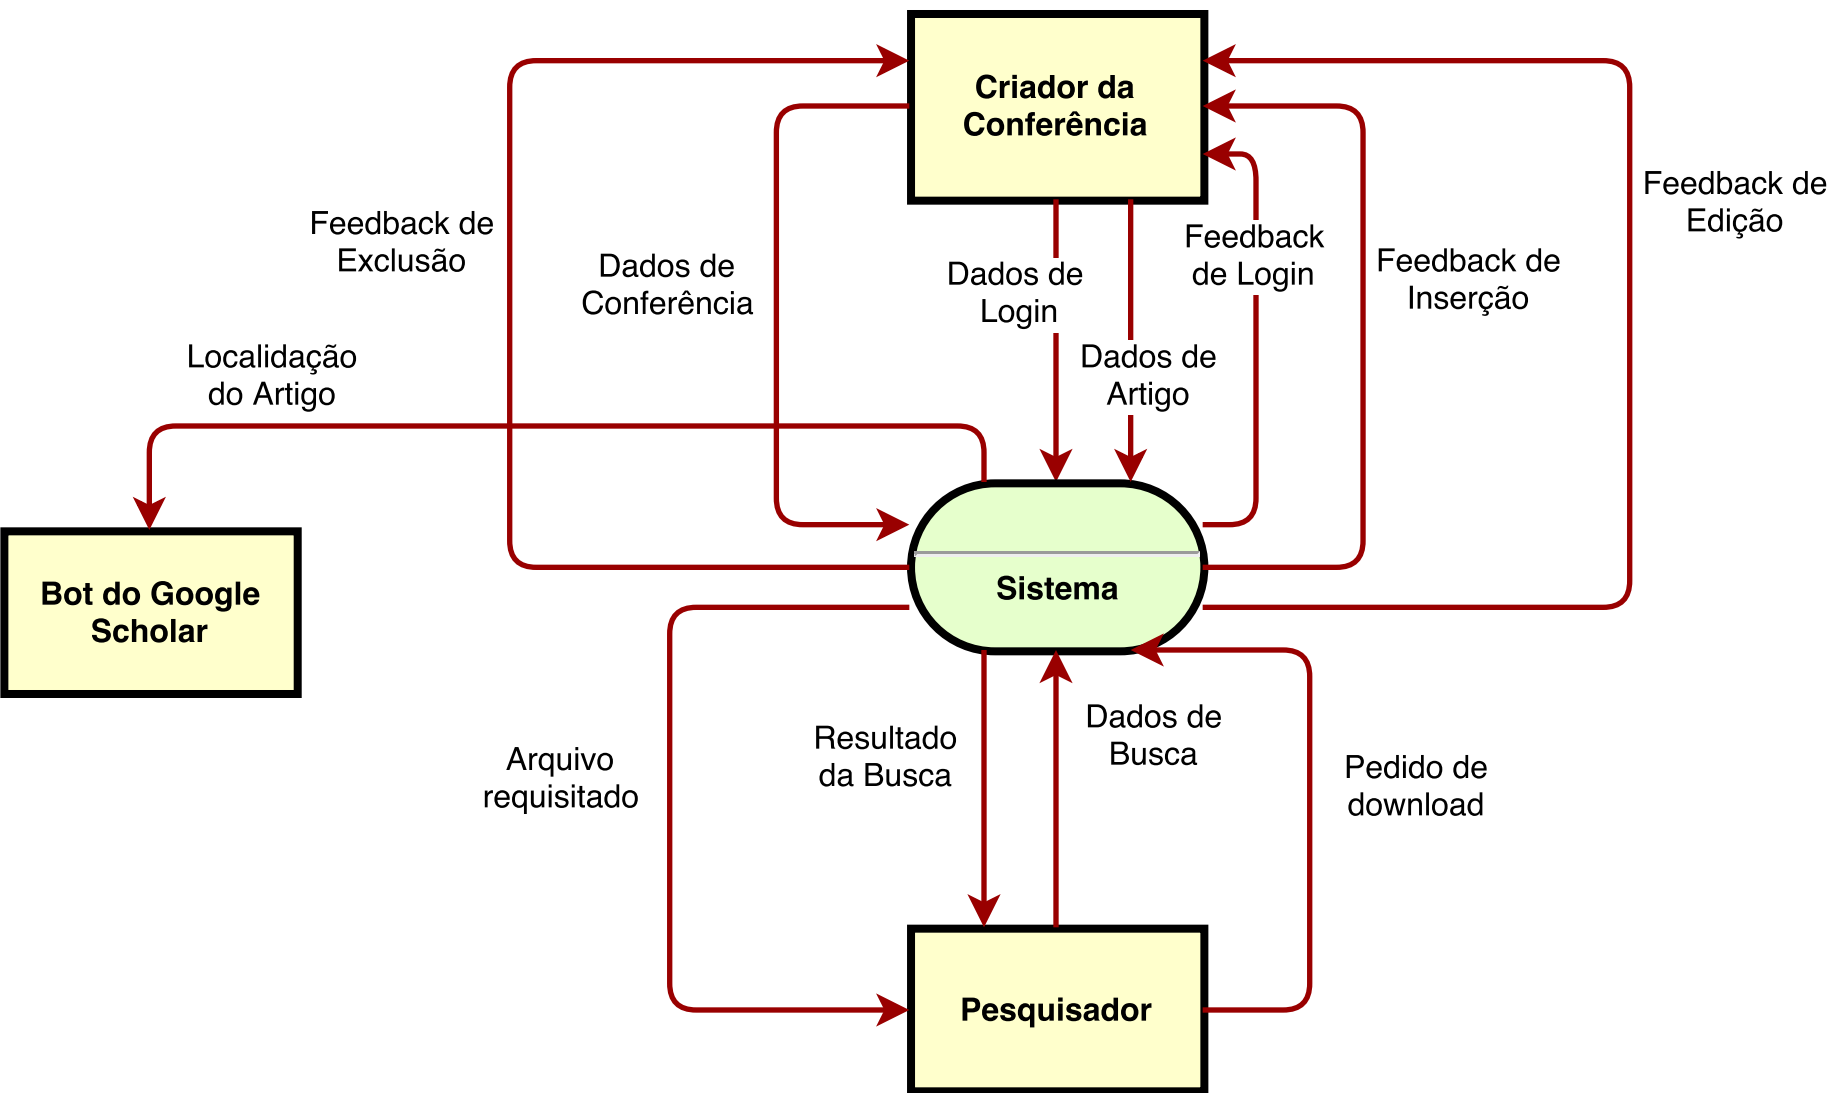 Criador da
Conferência
Feedback de
Edição
Feedback de
Exclusão
Dados de
Conferência
Dados de
Login
Feedback
de Login
Feedback de
Inserção
Localidação
do Artigo
Dados de
Artigo
Bot do Google
Scholar
Sistema
Arquivo
requisitado
Resultado
da Busca
Dados de
Busca
Pedido de
download
Pesquisador